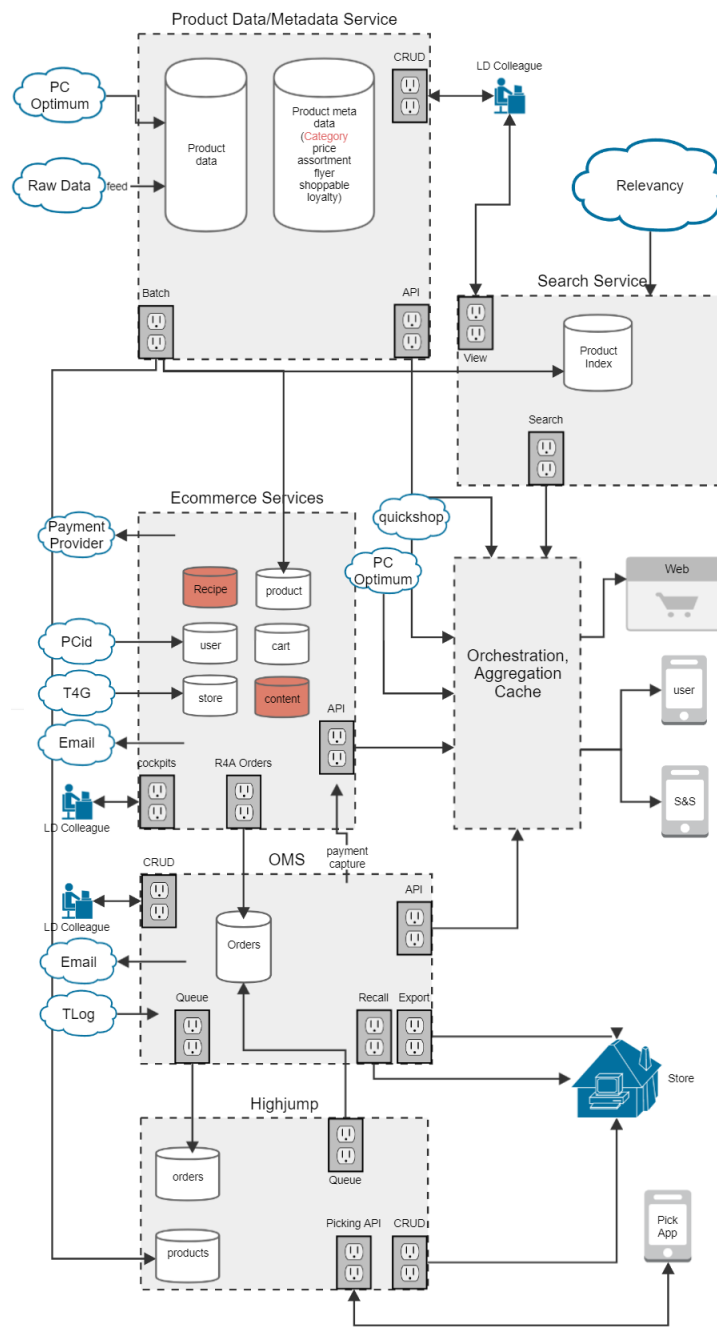 Product Data/Metadata Service
CRUD
LD Colleague
PC
Optimum
Product
data
Product meta
data
(Category
price
assortment
flyer
shoppable
loyalty)
Raw Data
feed
Relevancy
Batch
API
Search Service
View
Product
Index
Search
Ecommerce Services
quickshop
Payment
Provider
PC
Optimum
Web
Recipe
product
PCid
user
cart
Orchestration,
Aggregation
Cache
user
T4G
store
content
API
Email
cockpits
R4A Orders
S&S
LD Colleague
payment
capture
OMS
CRUD
API
LD Colleague
Orders
Email
Queue
Recall
Export
TLog
Store
Highjump
orders
Queue
Picking API
CRUD
Pick
App
products